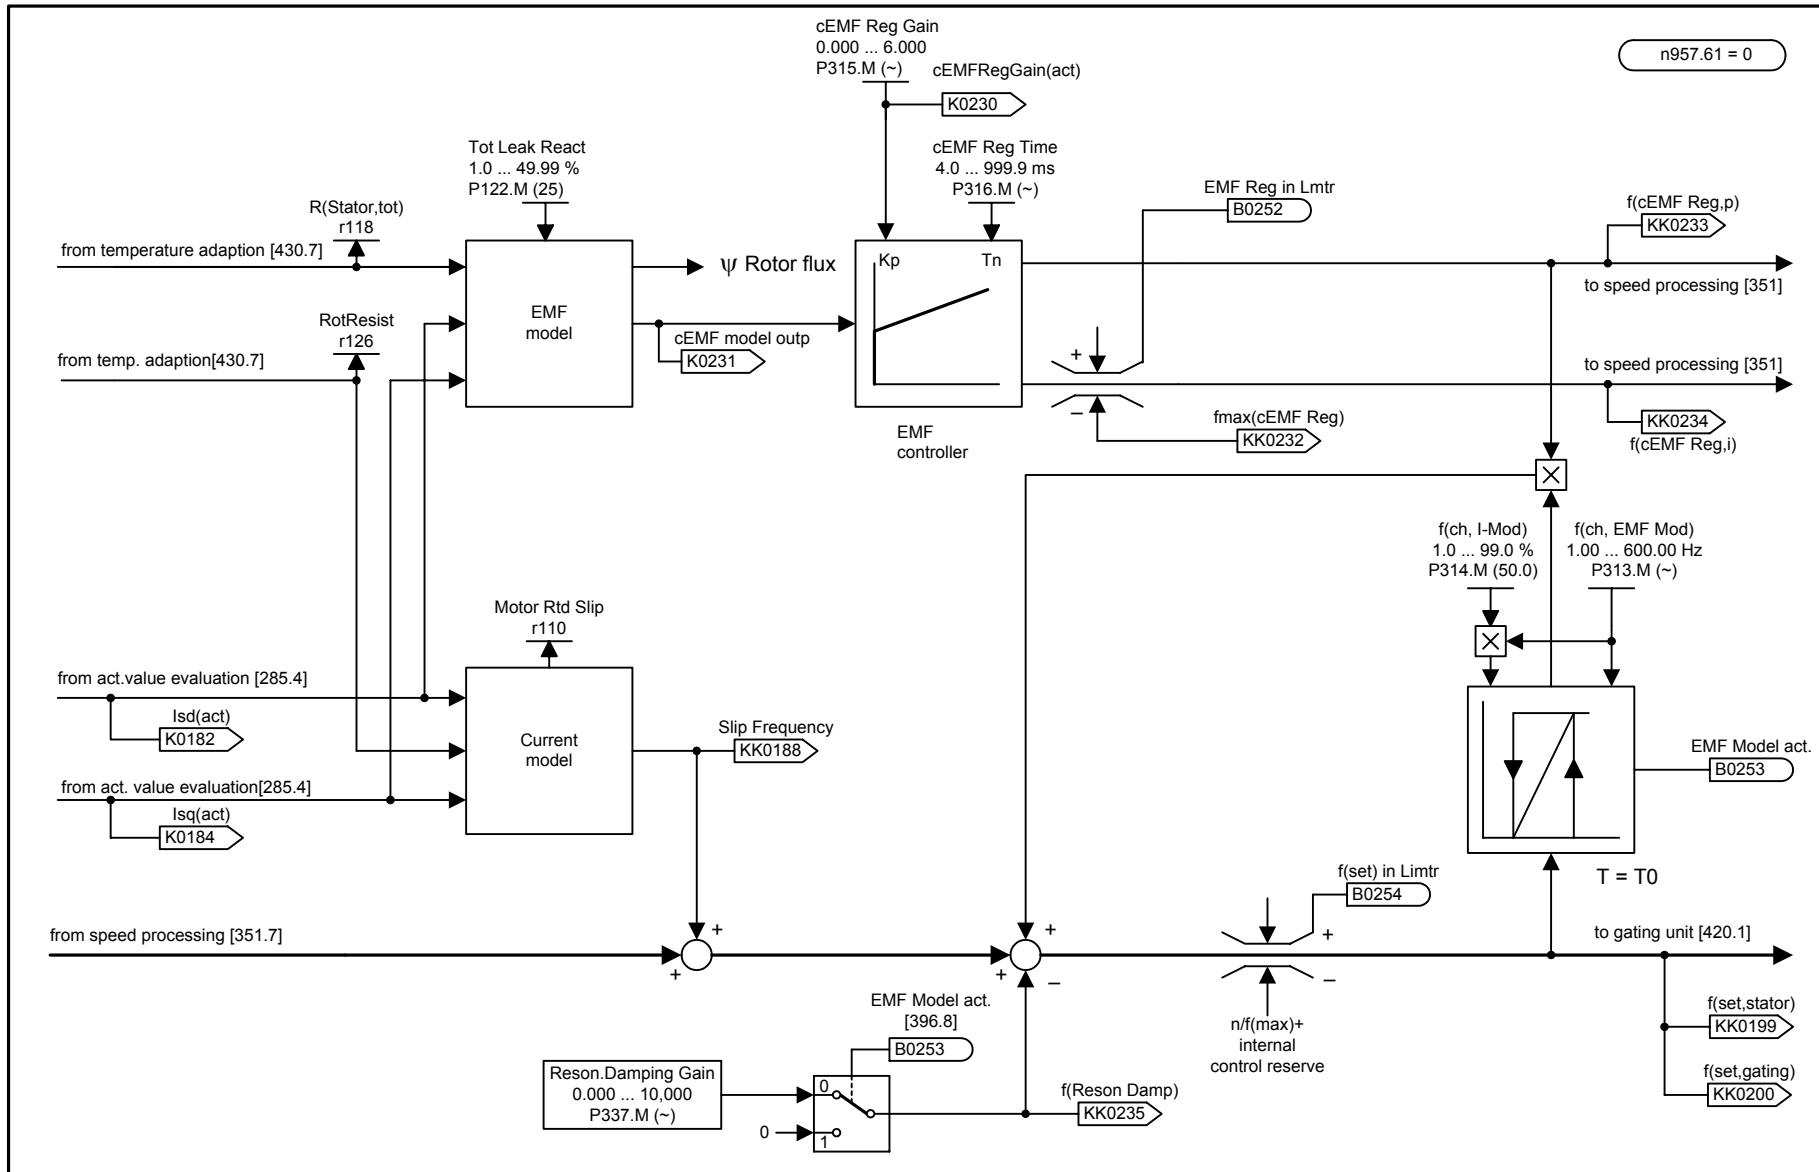 cEMF Reg Gain
0.000 ... 6.000
P315.M (~)
cEMFRegGain(act)
K0230
n957.61 = 0
Tot Leak React
1.0 ... 49.99 %
P122.M (25)
cEMF Reg Time
4.0 ... 999.9 ms
P316.M (~)
EMF Reg in Lmtr
B0252
f(cEMF Reg,p)
KK0233
R(Stator,tot)
r118
from temperature adaption [430.7]
ψ Rotor flux
Kp
Tn
to speed processing [351]
RotResist
r126
EMF
model
cEMF model outp
K0231
from temp. adaption[430.7]
+
–
to speed processing [351]
EMF
controller
fmax(cEMF Reg)
KK0232
KK0234
f(cEMF Reg,i)
×
f(ch, I-Mod)
1.0 ... 99.0 %
P314.M (50.0)
f(ch, EMF Mod)
1.00 ... 600.00 Hz
P313.M (~)
×
Motor Rtd Slip
r110
from act.value evaluation [285.4]
Isd(act)
K0182
Current
model
Slip Frequency
KK0188
EMF Model act.
B0253
from act. value evaluation[285.4]
Isq(act)
K0184
T = T0
f(set) in Limtr
B0254
from speed processing [351.7]
+
+
+
+
–
+
–
to gating unit [420.1]
EMF Model act.
[396.8]
B0253
n/f(max)+
internal
control reserve
f(set,stator)
KK0199
Reson.Damping Gain
0.000 ... 10,000
P337.M (~)
0
0
1
f(Reson Damp)
KK0235
f(set,gating)
KK0200